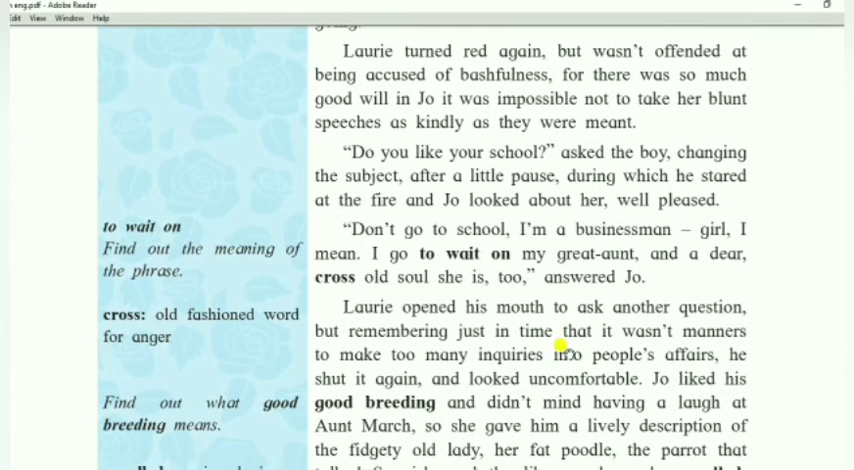 eng.pdf - Adobe Reader
Edit View Window Help
going.
Laurie turned red again, but wasn't offended at
being accused of bashfulness, for there was so much
good will in Jo it was impossible not to take her blunt
speeches as kindly as they were meant.
“Do you like your school?” asked the boy, changing
the subject, after a little pause, during which he stared
at the fire and Jo looked about her, well pleased.
to wait on
Find out the meaning of
the phrase.
“Don't go to school, I'm a businessman – girl, I
mean. I go to wait on my great-aunt, and a dear,
cross old soul she is, too,” answered Jo.
cross: old fashioned word
for anger
Laurie opened his mouth to ask another question,
but remembering just in time that it wasn't manners
to make too many inquiries into people's affairs, he
shut it again, and looked uncomfortable. Jo liked his
Find out what good
breeding means.
good breeding and didn't mind having a laugh at
Aunt March, so she gave him a lively description of
the fidgety old lady, her fat poodle, the parrot that